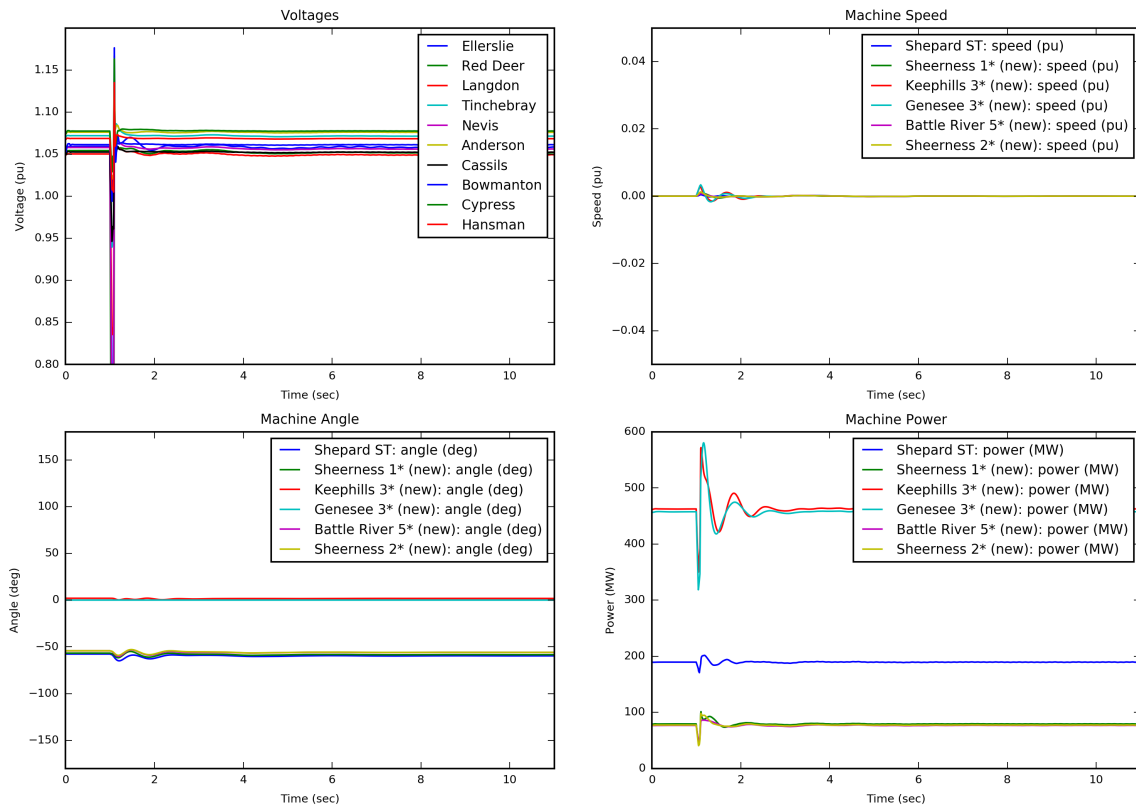 Voltages
1.15
1.10
1.05
1.00
0.95
0.90
0.85
0.80
Voltage (pu)
0 2 4 6 8 10
Time (sec)
Ellerslie
Red Deer
Langdon
Tinchebray
Nevis
Anderson
Cassils
Bowmanton
Cypress
Hansman
Machine Speed
0.04
0.02
0.00
−0.02
−0.04
Speed (pu)
0 2 4 6 8 10
Time (sec)
Shepard ST: speed (pu)
Sheerness 1* (new): speed (pu)
Keephills 3* (new): speed (pu)
Genesee 3* (new): speed (pu)
Battle River 5* (new): speed (pu)
Sheerness 2* (new): speed (pu)
Machine Angle
150
100
50
0
−50
−100
−150
Angle (deg)
0 2 4 6 8 10
Time (sec)
Shepard ST: angle (deg)
Sheerness 1* (new): angle (deg)
Keephills 3* (new): angle (deg)
Genesee 3* (new): angle (deg)
Battle River 5* (new): angle (deg)
Sheerness 2* (new): angle (deg)
Machine Power
600
500
400
300
200
100
0
Power (MW)
0 2 4 6 8 10
Time (sec)
Shepard ST: power (MW)
Sheerness 1* (new): power (MW)
Keephills 3* (new): power (MW)
Genesee 3* (new): power (MW)
Battle River 5* (new): power (MW)
Sheerness 2* (new): power (MW)